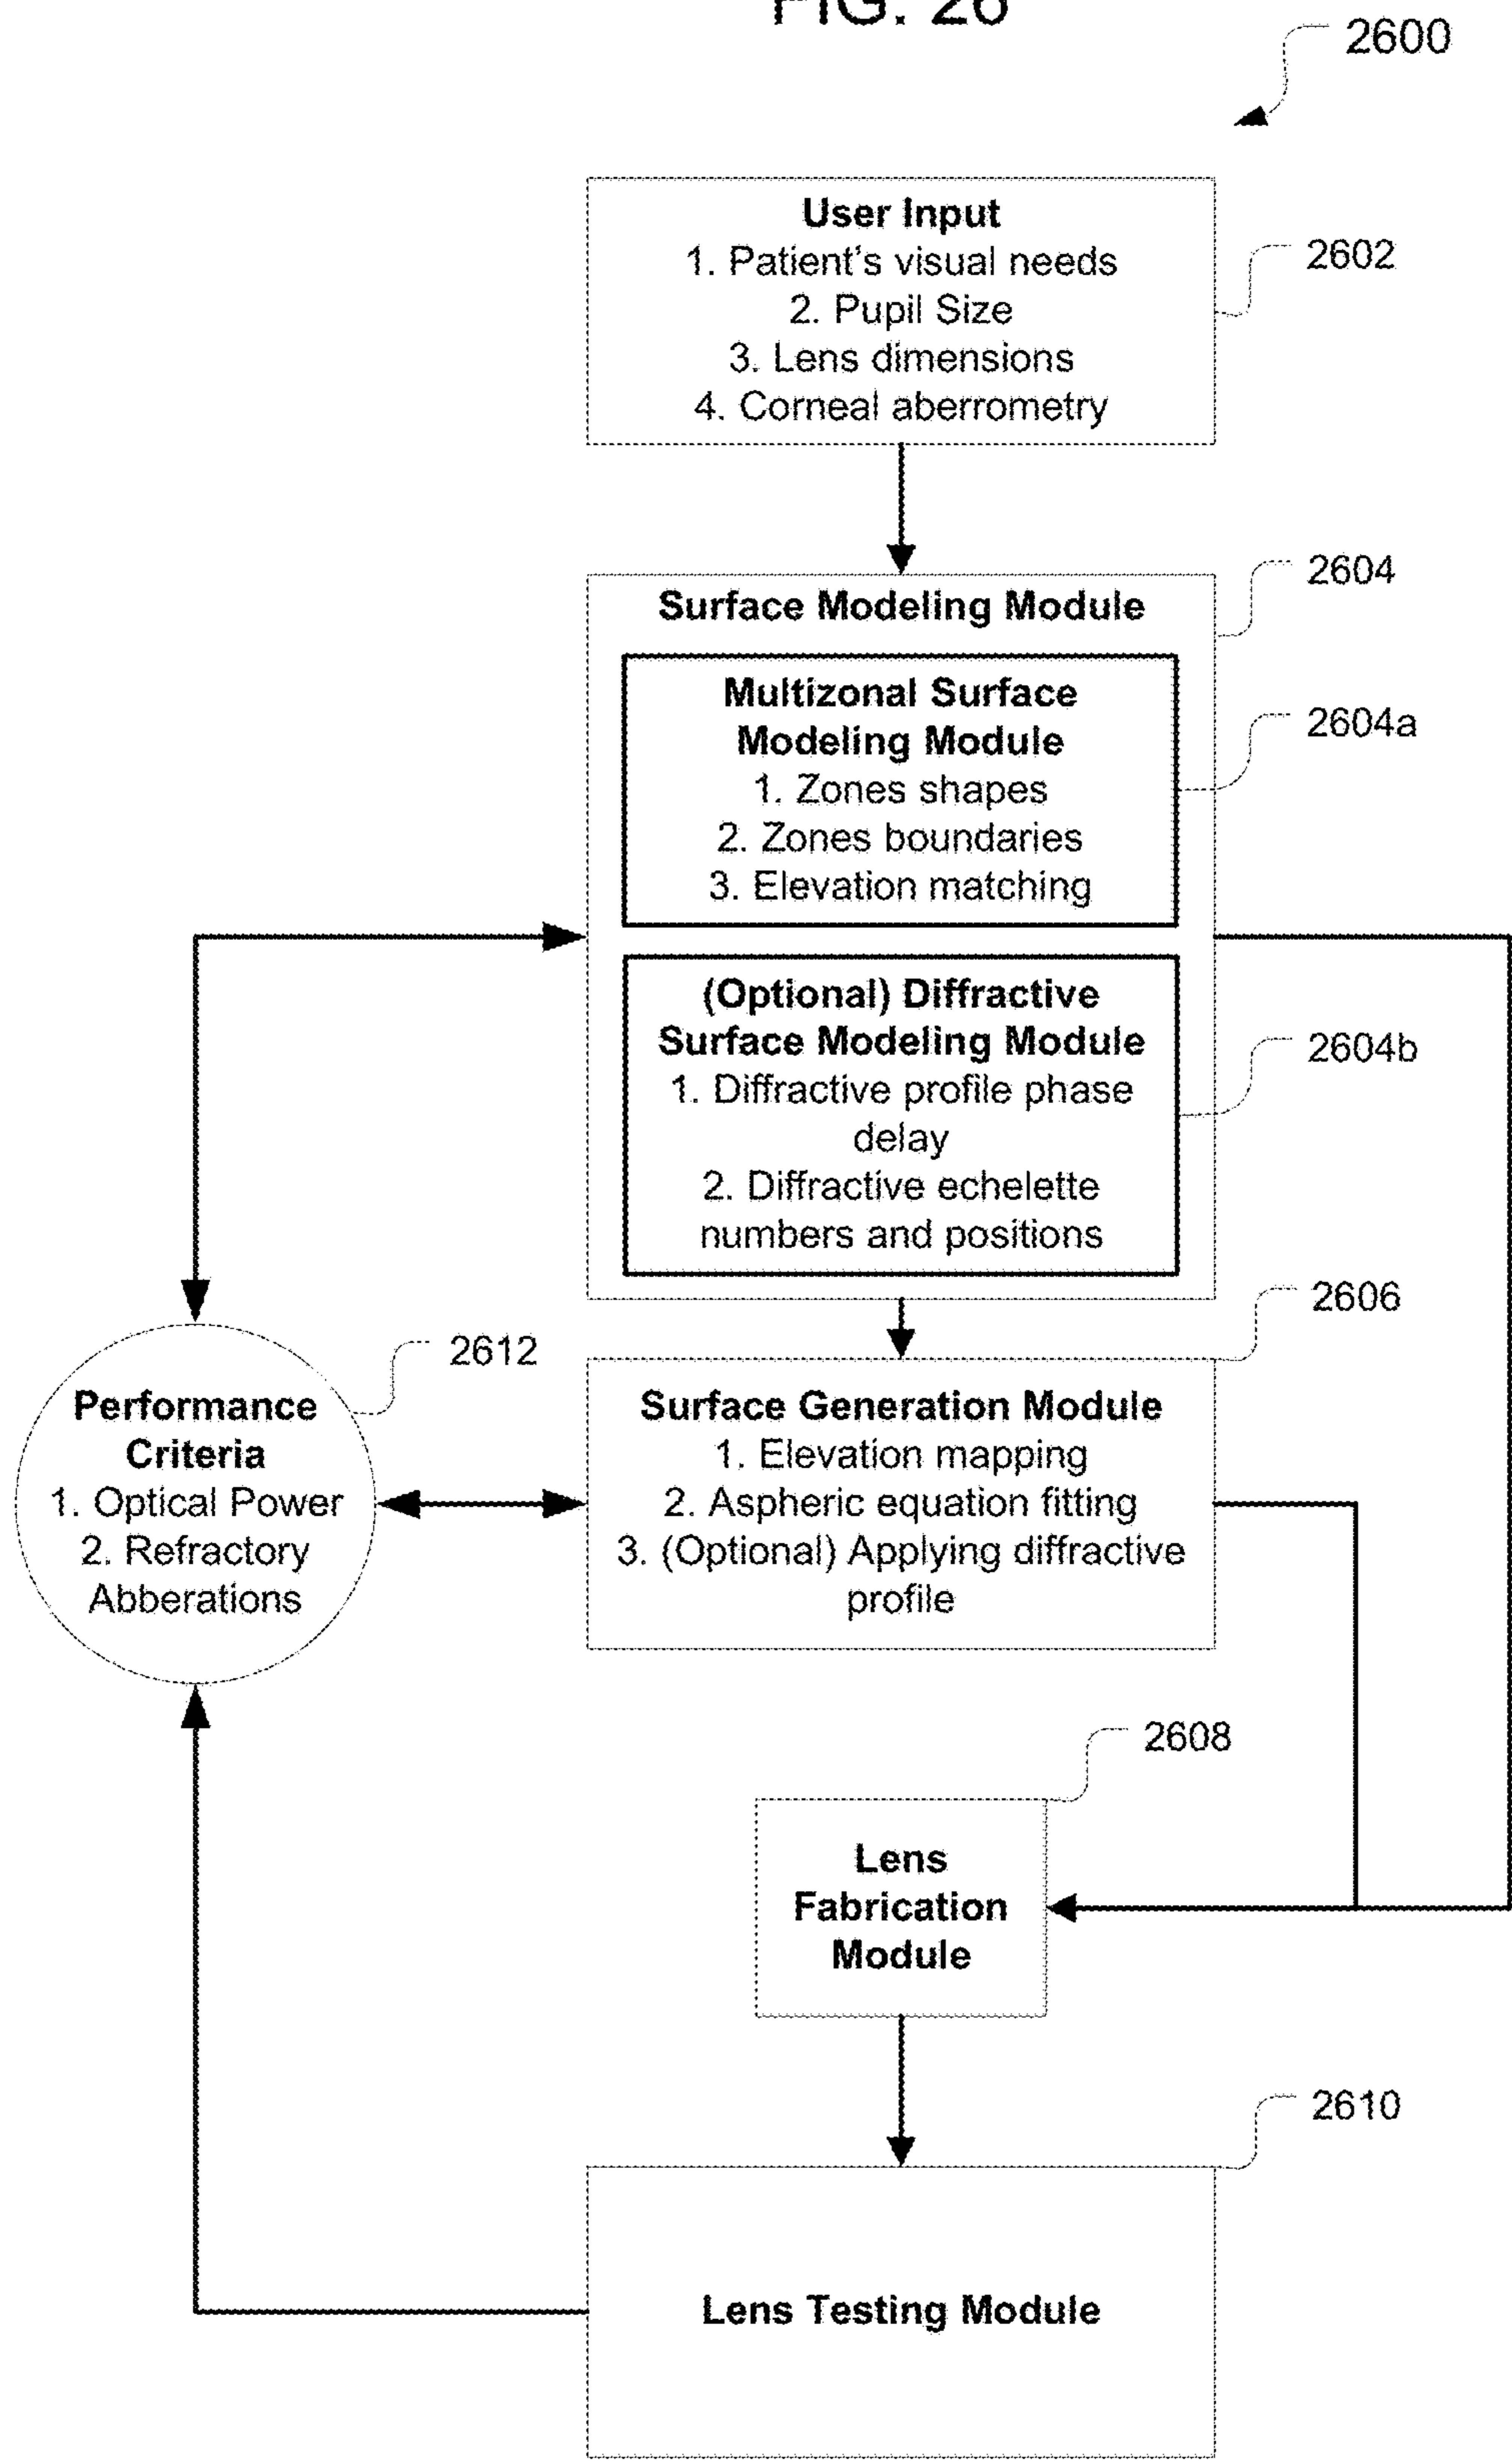 FIG. 26
2600
User Input
1. Patient's visual needs
2. Pupil Size
3. Lens dimensions
4. Corneal aberrometry
2602
Surface Modeling Module
2604
Multizonal Surface
Modeling Module
1. Zones shapes
2. Zones boundaries
3. Elevation matching
2604a
(Optional) Diffractive
Surface Modeling Module
1. Diffractive profile phase
delay
2. Diffractive echelette
numbers and positions
2604b
2606
Surface Generation Module
1. Elevation mapping
2. Aspheric equation fitting
3. (Optional) Applying diffractive
profile
2612
Performance
Criteria
1. Optical Power
2. Refractory
Abberations
2608
Lens
Fabrication
Module
2610
Lens Testing Module